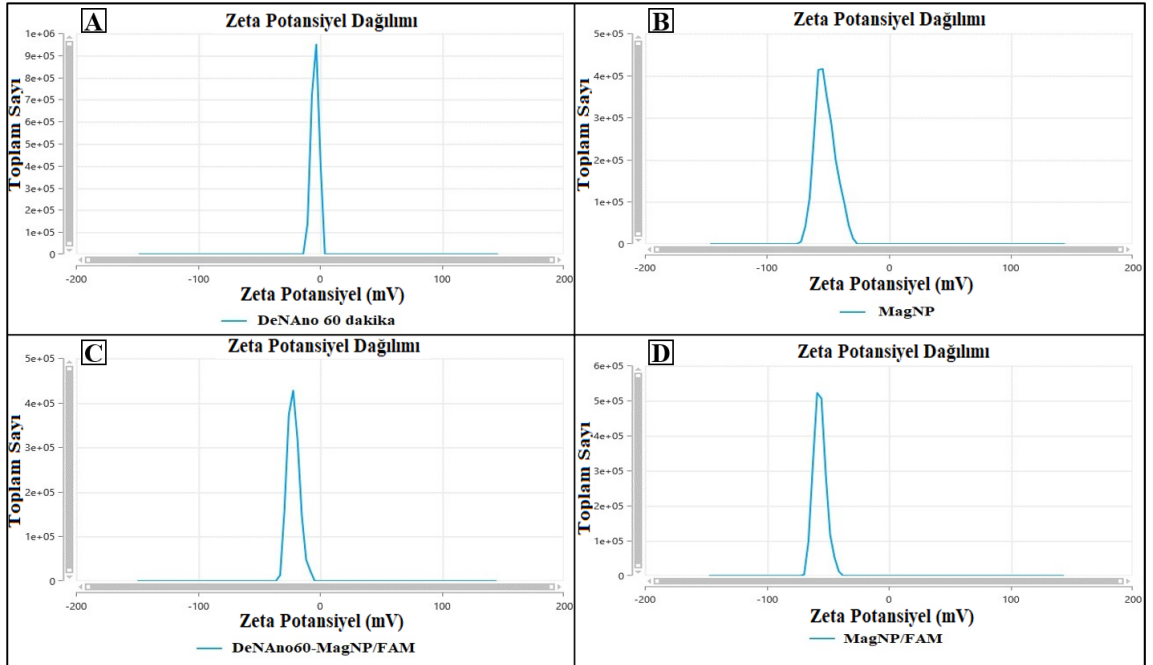 A
Zeta Potansiyel Dağılımı
Toplam Sayı
1e+06
9e+05
8e+05
7e+05
6e+05
5e+05
4e+05
3e+05
2e+05
1e+05
0
-200 -100 0 100 200
Zeta Potansiyel (mV)
DeNAno 60 dakika
B
Zeta Potansiyel Dağılımı
Toplam Sayı
5e+05
4e+05
3e+05
2e+05
1e+05
0
-200 -100 0 100 200
Zeta Potansiyel (mV)
MagNP
C
Zeta Potansiyel Dağılımı
Toplam Sayı
5e+05
4e+05
3e+05
2e+05
1e+05
0
-200 -100 0 100 200
Zeta Potansiyel (mV)
DeNAno60-MagNP/FAM
D
Zeta Potansiyel Dağılımı
Toplam Sayı
6e+05
5e+05
4e+05
3e+05
2e+05
1e+05
0
-200 -100 0 100 200
Zeta Potansiyel (mV)
MagNP/FAM